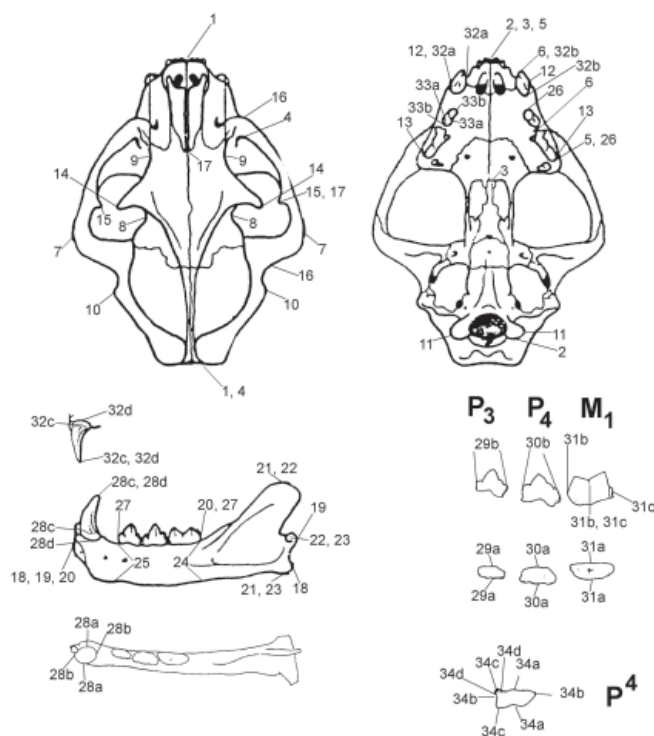 1
2, 3, 5
32a
12, 32a
6, 32b
12
32b
33a
33b
26
16
4
33b
33a
6
13
13
9
17
9
5, 26
14
14
3
15, 17
15
8
8
7
7
16
10
10
11
11
2
1, 4
32d
32c
32c, 32d
P3
P4
M1
29b
30b
31b
31c
31b, 31c
28c, 28d
21, 22
27
20, 27
19
28c
28d
22, 23
18, 19, 20
25
24
18
21, 23
29a
30a
31a
29a
30a
31a
28a
28b
28b
28a
34d
34c
34a
34d
34b
34b
34c
34a
P4